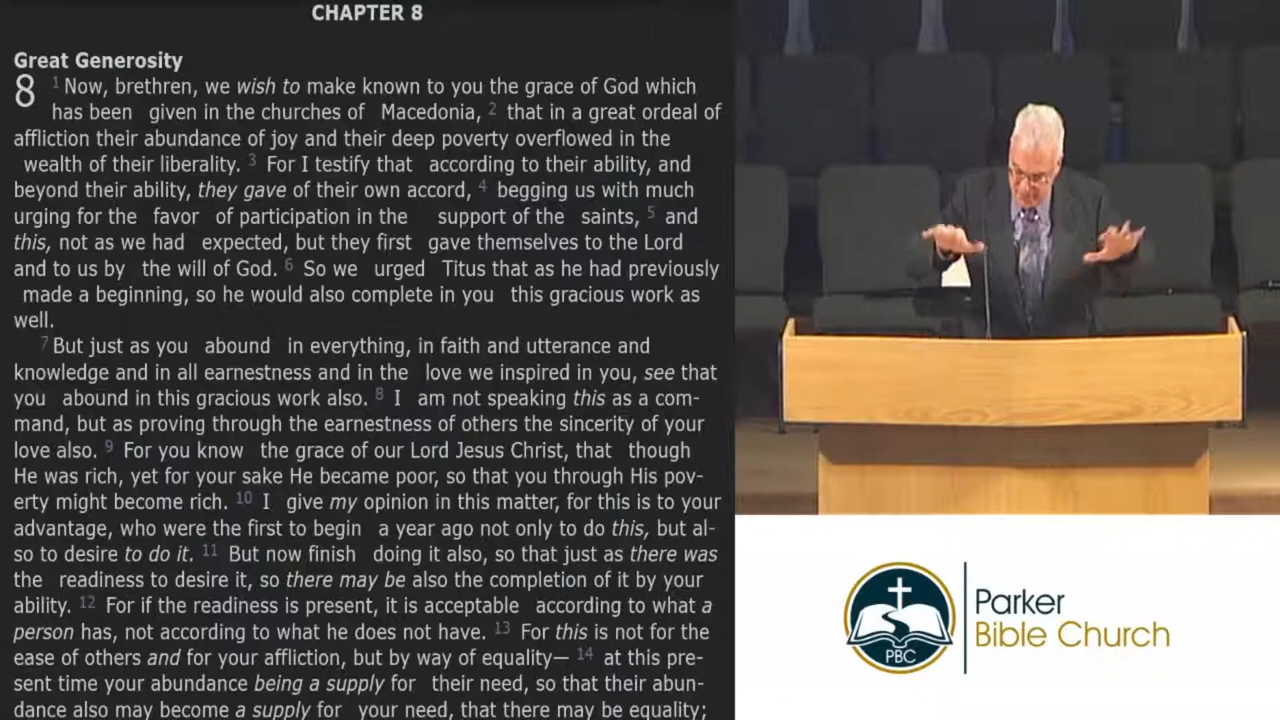 CHAPTER 8
Great Generosity
8 1 Now, brethren, we wish to make known to you the grace of God which
has been given in the churches of Macedonia, 2 that in a great ordeal of
affliction their abundance of joy and their deep poverty overflowed in the
wealth of their liberality. 3 For I testify that according to their ability, and
beyond their ability, they gave of their own accord, 4 begging us with much
urging for the favor of participation in the support of the saints, 5 and
this, not as we had expected, but they first gave themselves to the Lord
and to us by the will of God. 6 So we urged Titus that as he had previously
made a beginning, so he would also complete in you this gracious work as
well.
7 But just as you abound in everything, in faith and utterance and
knowledge and in all earnestness and in the love we inspired in you, see that
you abound in this gracious work also. 8 I am not speaking this as a com-
mand, but as proving through the earnestness of others the sincerity of your
love also. 9 For you know the grace of our Lord Jesus Christ, that though
He was rich, yet for your sake He became poor, so that you through His pov-
erty might become rich. 10 I give my opinion in this matter, for this is to your
advantage, who were the first to begin a year ago not only to do this, but al-
so to desire to do it. 11 But now finish doing it also, so that just as there was
the readiness to desire it, so there may be also the completion of it by your
ability. 12 For if the readiness is present, it is acceptable according to what a
person has, not according to what he does not have. 13 For this is not for the
ease of others and for your affliction, but by way of equality— 14 at this pre-
sent time your abundance being a supply for their need, so that their abun-
dance also may become a supply for your need, that there may be equality;
PBC
Parker
Bible Church